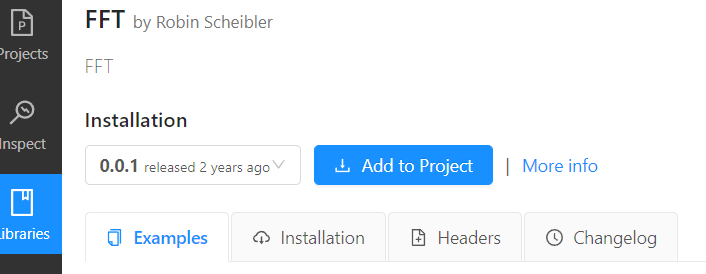 FFT by Robin Scheibler
Projects
FFT
Installation
Inspect
0.0.1 released 2 years ago
Add to Project
| More info
Libraries
Examples
Installation
Headers
Changelog